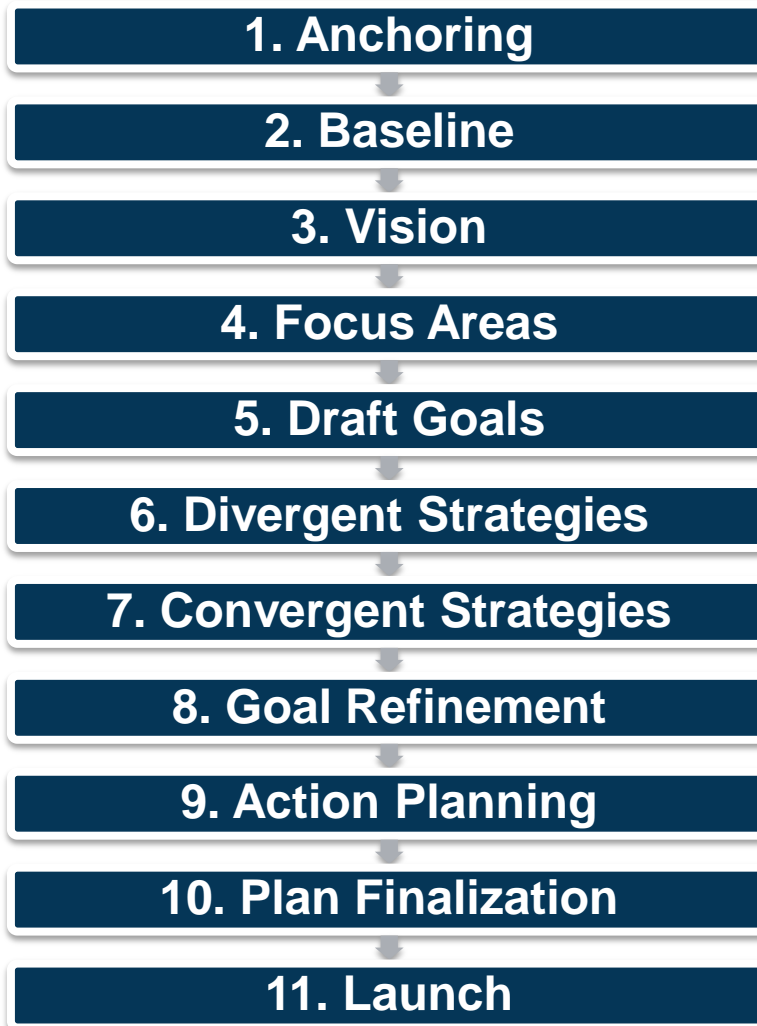 1. Anchoring
2. Baseline
3. Vision
4. Focus Areas
5. Draft Goals
6. Divergent Strategies
7. Convergent Strategies
8. Goal Refinement
9. Action Planning
10. Plan Finalization
11. Launch